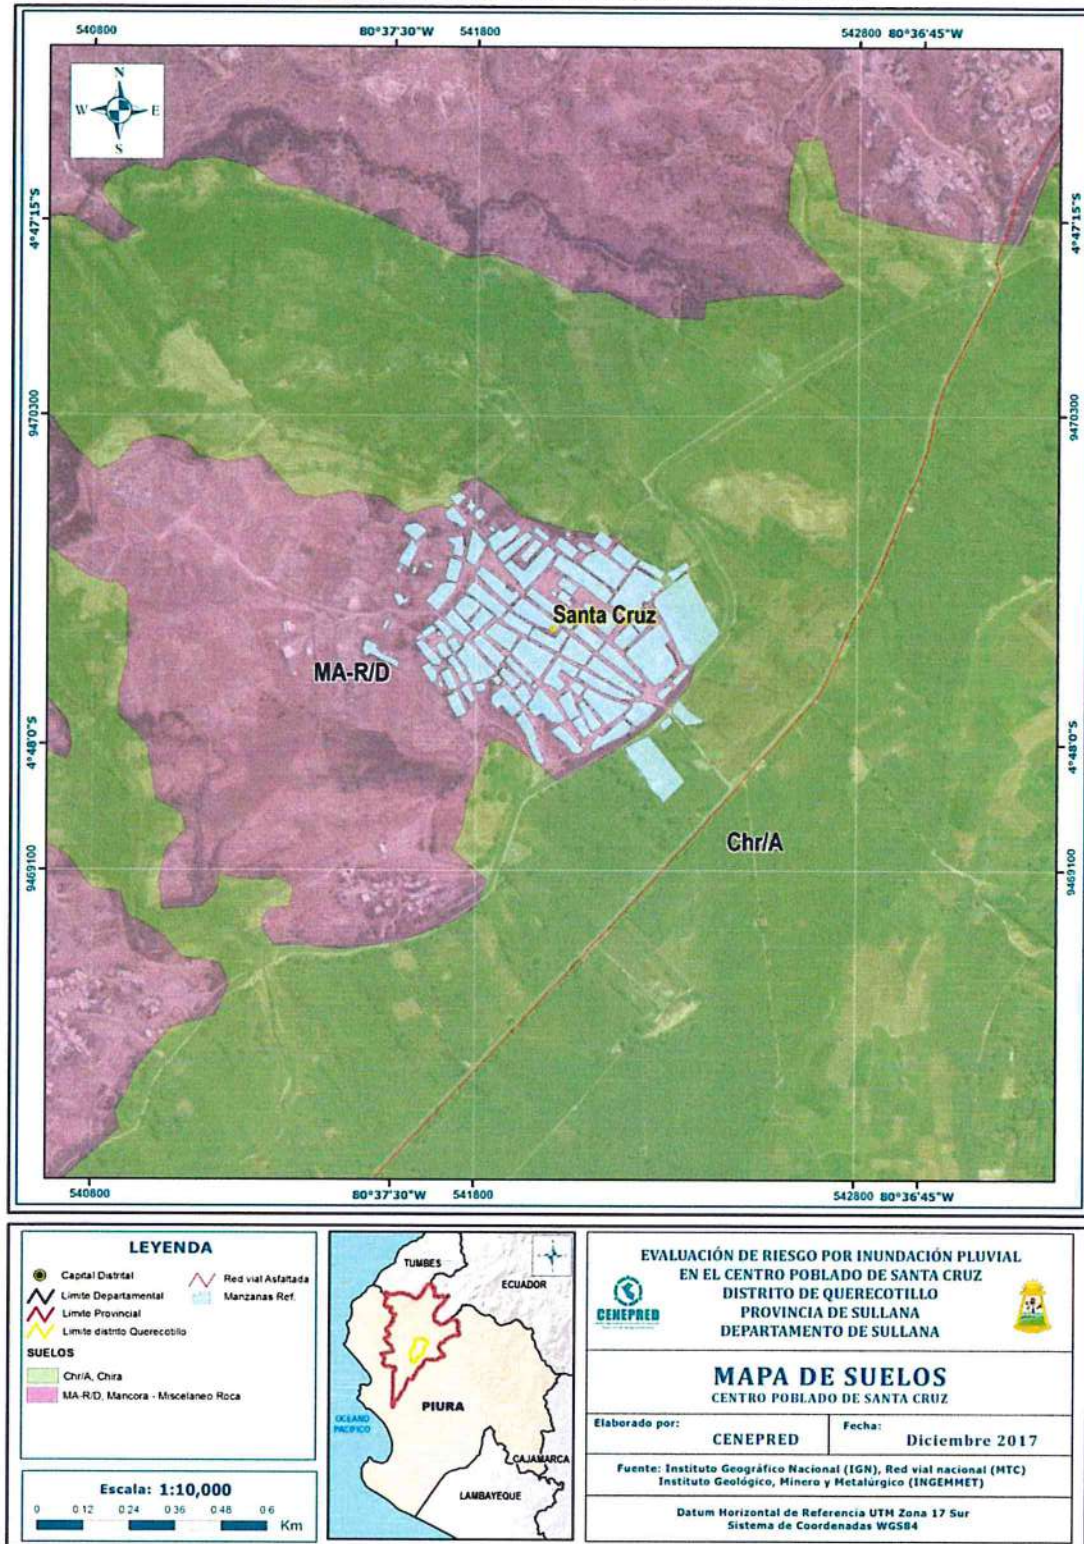 540800 80°37'30"W 541800 542800 80°36'45"W
N
W E
S
4°47'15"S 4°47'15"S
9470300 9470300
Santa Cruz
MA-R/D
4°48'0"S 4°48'0"S
Chr/A
9469100 9469100
540800 80°37'30"W 541800 542800 80°36'45"W
LEYENDA
Capital Distrital
Limite Departamental
Limite Provincial
Limite distrito Querecotillo
Red vial Asfaltada
Manzanas Ref.
SUELOS
Chr/A, Chira
MA-R/D, Mancora - Miscelaneo Roca
Escala: 1:10,000
0 0.12 0.24 0.36 0.48 0.6
Km
TUMBES
ECUADOR
PIURA
OCEANO
PACIFICO
CAJAMARCA
LAMBAYEQUE
CENEPRED
EVALUACIÓN DE RIESGO POR INUNDACIÓN PLUVIAL
EN EL CENTRO POBLADO DE SANTA CRUZ
DISTRITO DE QUERECOTILLO
PROVINCIA DE SULLANA
DEPARTAMENTO DE SULLANA
MAPA DE SUELOS
CENTRO POBLADO DE SANTA CRUZ
Elaborado por:
CENEPRED
Fecha:
Diciembre 2017
Fuente: Instituto Geográfico Nacional (IGN), Red vial nacional (MTC)
Instituto Geológico, Minero y Metalúrgico (INGEMMET)
Datum Horizontal de Referencia UTM Zona 17 Sur
Sistema de Coordenadas WGS84